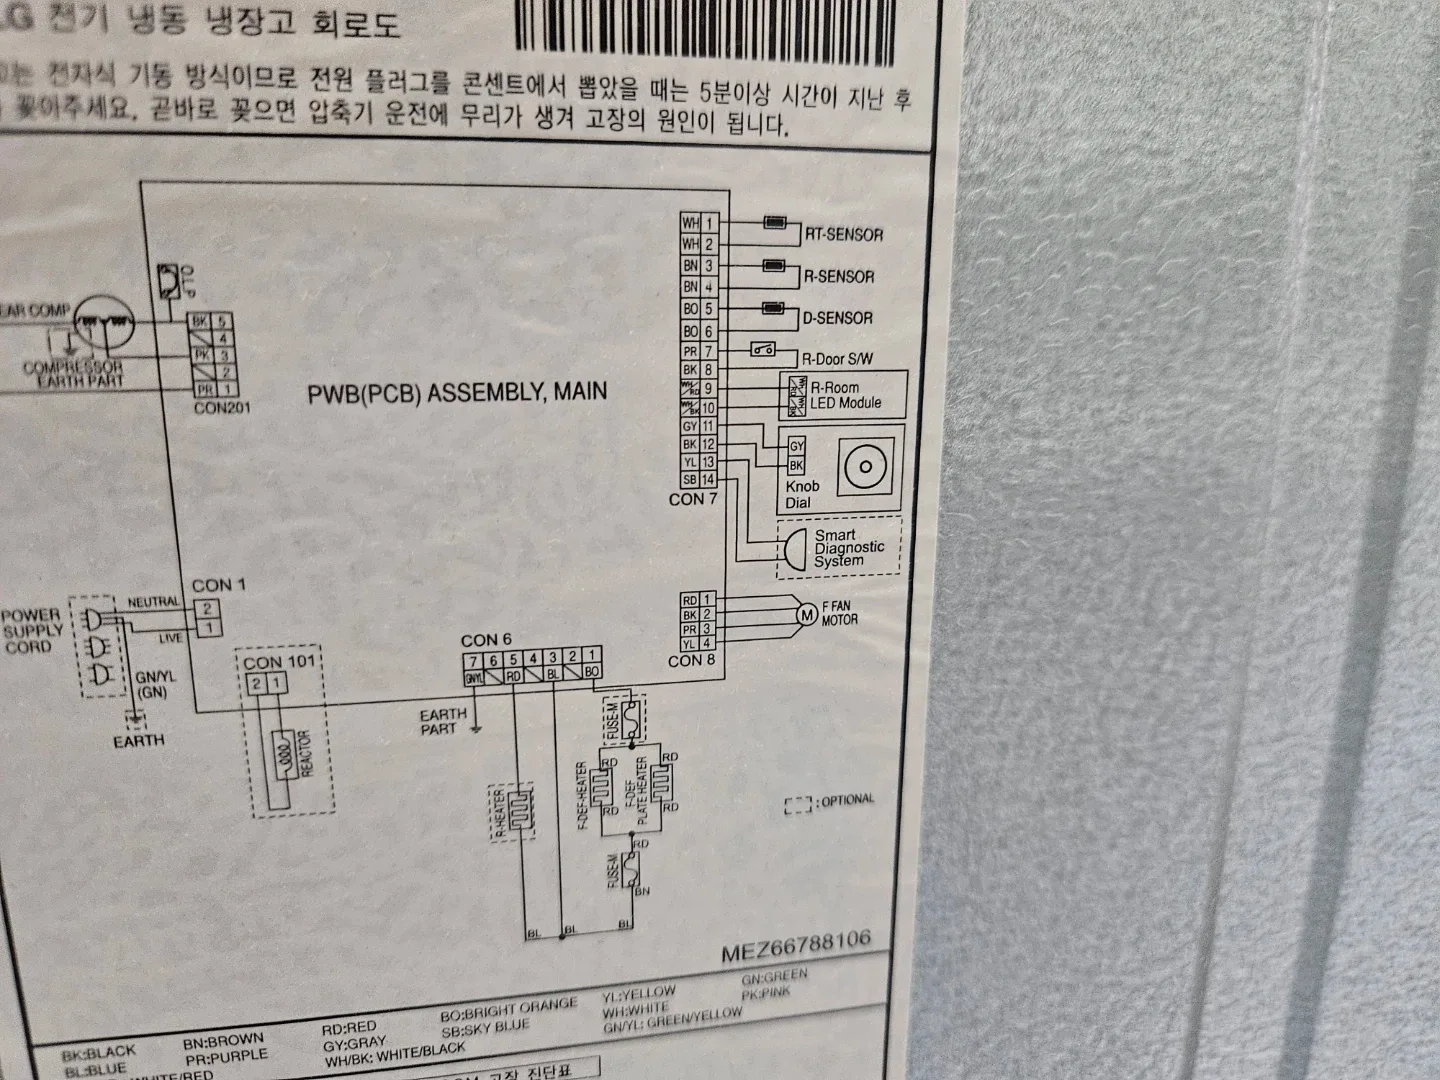 LG 전기 냉동 냉장고 회로도
는 전자식 기동 방식이므로 전원 플러그를 콘센트에서 뽑았을 때는 5분이상 시간이 지난 후
꽂아주세요. 곧바로 꽂으면 압축기 운전에 무리가 생겨 고장의 원인이 됩니다.
OLP
EAR COMP
COMPRESSOR
EARTH PART
BK 5
4
PK 3
2
PR 1
CON201
PWB(PCB) ASSEMBLY, MAIN
WH 1
WH 2
RT-SENSOR
BN 3
BN 4
R-SENSOR
BO 5
BO 6
D-SENSOR
PR 7
BK 8
R-Door S/W
WH/RD 9
WH/BK 10
R-Room
LED Module
GY 11
BK 12
YL 13
SB 14
CON 7
GY
BK
Knob
Dial
Smart
Diagnostic
System
RD 1
BK 2
PR 3
YL 4
CON 8
M
F FAN
MOTOR
CON 1
2
1
NEUTRAL
LIVE
POWER
SUPPLY
CORD
GN/YL
(GN)
EARTH
CON 101
2 1
REACTOR
CON 6
7 6 5 4 3 2 1
GN/YL RD BL BO
EARTH
PART
FUSE-M
R-HEATER
F-DEF-HEATER
RD
RD
F-DEF
PLATE HEATER
RD
RD
RD
FUSE-M
BN
BL BL BL
: OPTIONAL
MEZ66788106
BK:BLACK BN:BROWN RD:RED BO:BRIGHT ORANGE YL:YELLOW GN:GREEN
BL:BLUE PR:PURPLE GY:GRAY SB:SKY BLUE WH:WHITE PK:PINK
WHITE/RED WH/BK: WHITE/BLACK GN/YL: GREEN/YELLOW
고장 진단표